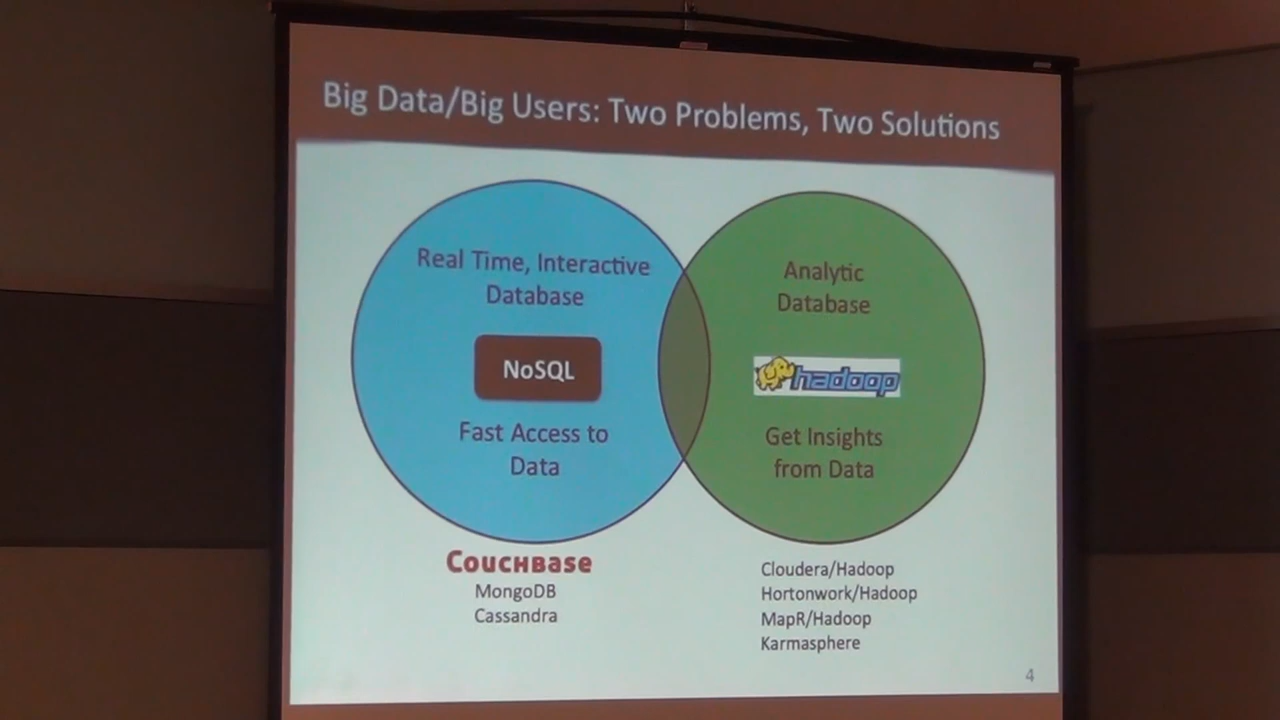 Big Data/Big Users: Two Problems, Two Solutions
Real Time, Interactive
Database
NoSQL
Fast Access to
Data
Analytic
Database
hadoop
Get Insights
from Data
COUCHBASE
MongoDB
Cassandra
Cloudera/Hadoop
Hortonwork/Hadoop
MapR/Hadoop
Karmasphere
4